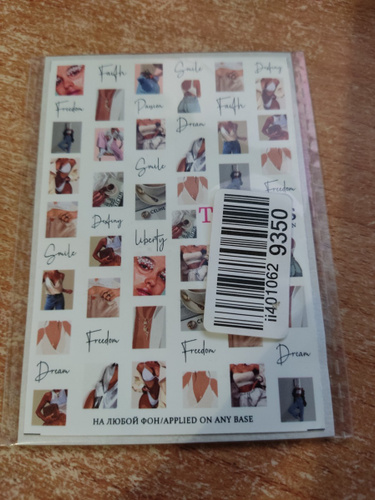 Faith
Smile
Destiny
Freedom
Passion
Faith
Dream
Smile
Freedom
Destiny
Smile
Liberty
T
ii401062 9350
Freedom
Freedom
Dream
Dream
НА ЛЮБОЙ ФОН/APPLIED ON ANY BASE